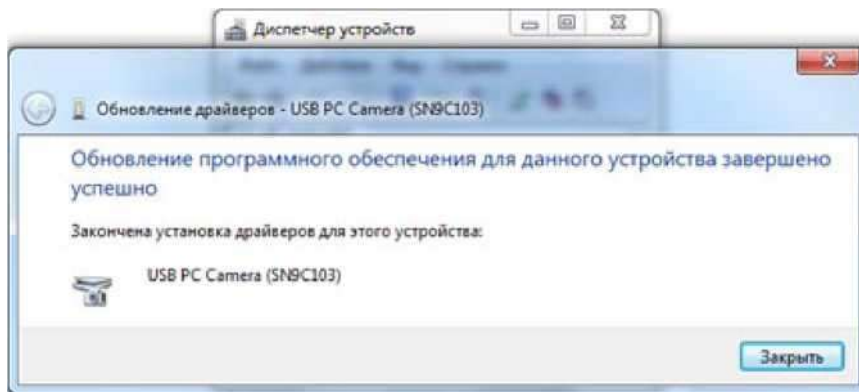 Диспетчер устройств
Обновление драйверов - USB PC Camera (SN9C103)
Обновление программного обеспечения для данного устройства завершено
успешно
Закончена установка драйверов для этого устройства:
USB PC Camera (SN9C103)
Закрыть